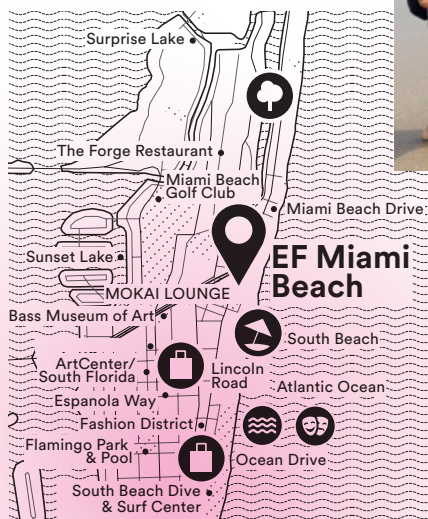 Surprise Lake
The Forge Restaurant
Miami Beach
Golf Club
Miami Beach Drive
EF Miami
Beach
Sunset Lake
MOKAI LOUNGE
Bass Museum of Art
South Beach
ArtCenter/
South Florida
Lincoln
Road
Atlantic Ocean
Espanola Way
Fashion District
Flamingo Park
& Pool
Ocean Drive
South Beach Dive
& Surf Center